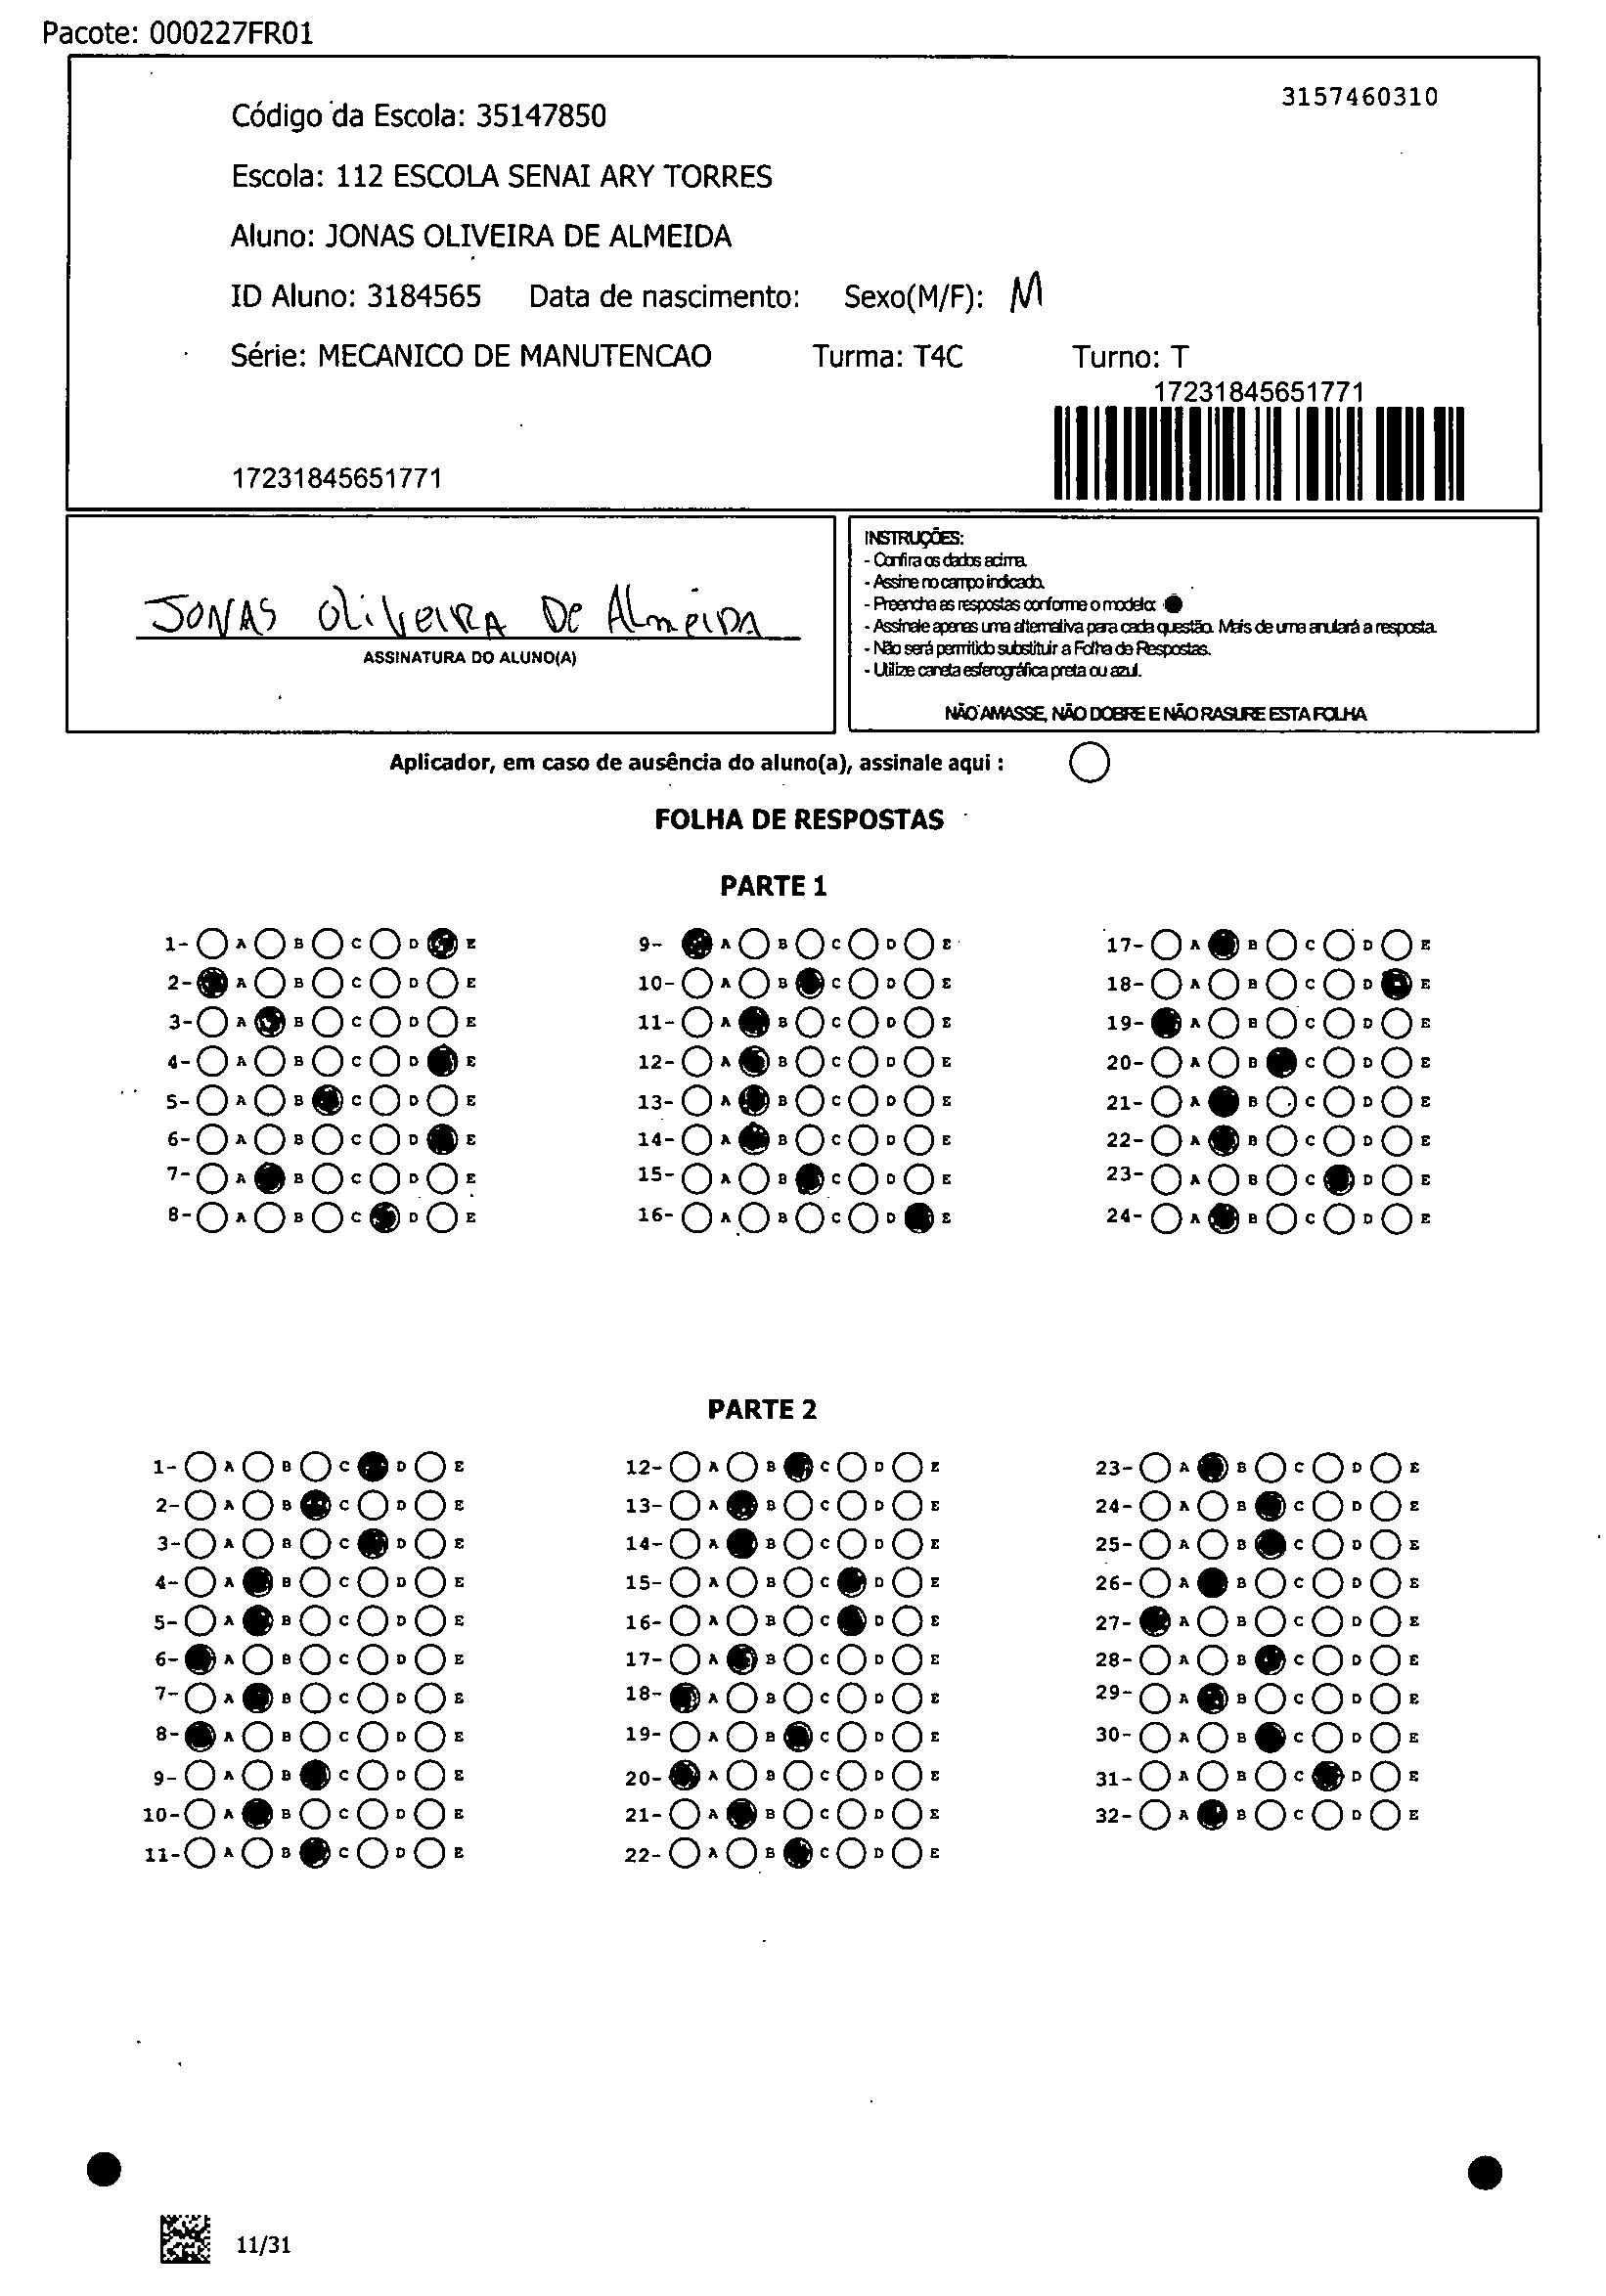 Pacote: 000227FR01
3157460310
Código da Escola: 35147850
Escola: 112 ESCOLA SENAI ARY TORRES
Aluno: JONAS OLIVEIRA DE ALMEIDA
ID Aluno: 3184565 Data de nascimento: Sexo(M/F): M
Série: MECANICO DE MANUTENCAO Turma: T4C Turno: T
17231845651771
17231845651771
JONAS OliVeiRA De AlmeiDA
ASSINATURA DO ALUNO(A)
INSTRUÇÕES:
- Confira os dados acima.
- Assine no campo indicado.
- Preencha as respostas conforme o modelo:
- Assinale apenas uma alternativa para cada questão. Mais de uma anulará a resposta.
- Não será permitido substituir a Folha de Respostas.
- Utilize caneta esferográfica preta ou azul.
NÃO AMASSE, NÃO DOBRE E NÃO RASURE ESTA FOLHA
Aplicador, em caso de ausência do aluno(a), assinale aqui :
FOLHA DE RESPOSTAS
PARTE 1
1- A B C D E 9- A B C D E 17- A B C D E
2- A B C D E 10- A B C D E 18- A B C D E
3- A B C D E 11- A B C D E 19- A B C D E
4- A B C D E 12- A B C D E 20- A B C D E
5- A B C D E 13- A B C D E 21- A B C D E
6- A B C D E 14- A B C D E 22- A B C D E
7- A B C D E 15- A B C D E 23- A B C D E
8- A B C D E 16- A B C D E 24- A B C D E
PARTE 2
1- A B C D E 12- A B C D E 23- A B C D E
2- A B C D E 13- A B C D E 24- A B C D E
3- A B C D E 14- A B C D E 25- A B C D E
4- A B C D E 15- A B C D E 26- A B C D E
5- A B C D E 16- A B C D E 27- A B C D E
6- A B C D E 17- A B C D E 28- A B C D E
7- A B C D E 18- A B C D E 29- A B C D E
8- A B C D E 19- A B C D E 30- A B C D E
9- A B C D E 20- A B C D E 31- A B C D E
10- A B C D E 21- A B C D E 32- A B C D E
11- A B C D E 22- A B C D E
11/31